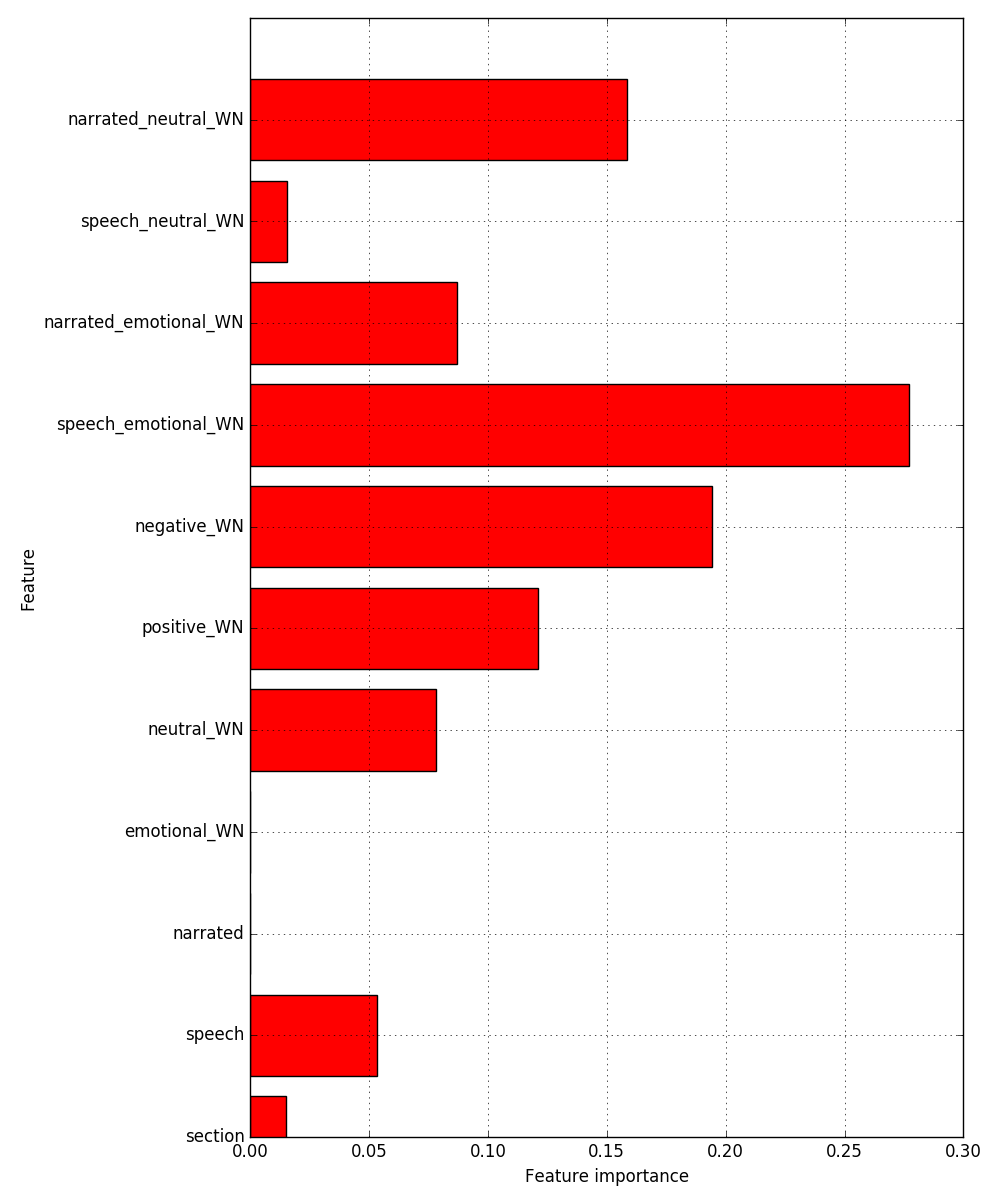 narrated_neutral_WN
speech_neutral_WN
narrated_emotional_WN
speech_emotional_WN
negative_WN
positive_WN
neutral_WN
emotional_WN
narrated
speech
section
Feature
0.00 0.05 0.10 0.15 0.20 0.25 0.30
Feature importance